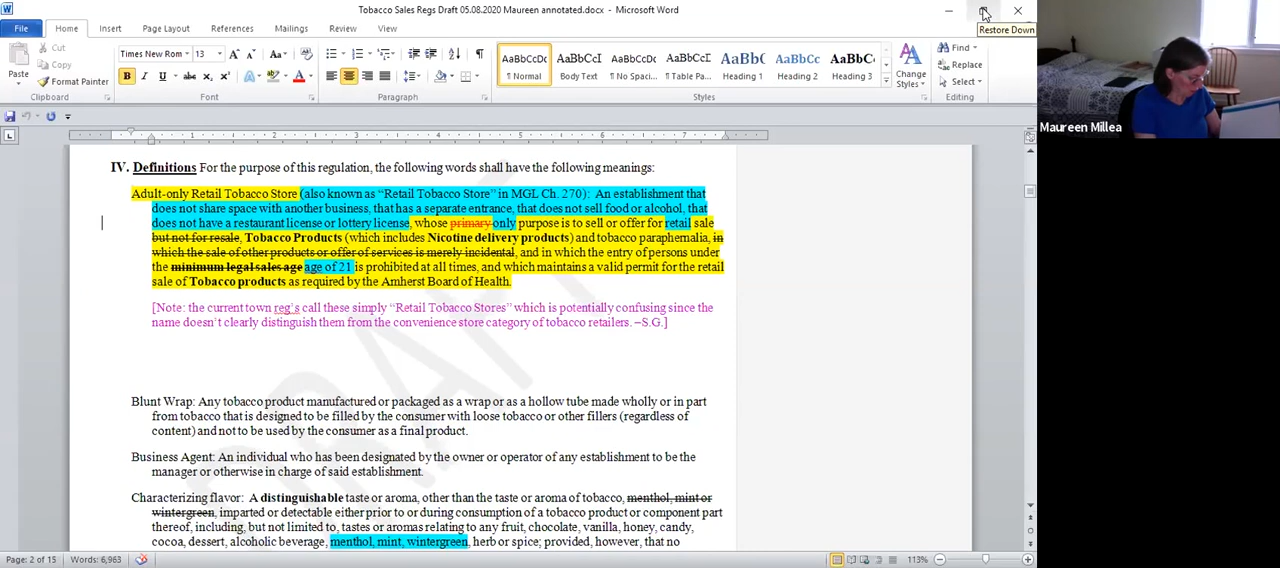 Tobacco Sales Regs Draft 05.08.2020 Maureen annotated.docx - Microsoft Word
Restore Down
File Home Insert Page Layout References Mailings Review View
Cut
Copy
Format Painter
Paste
Times New Rom 13
AaBbCcDc AaBbCcDc AaBbCcI AaBbCcD AaBb( AaBbCc AaBbC
¶ Normal Body Text ¶ No Spaci... ¶ Table Pa... Heading 1 Heading 2 Heading 3
Change Styles
Find
Replace
Select
Clipboard Font Paragraph Styles Editing
Maureen Millea
1 2 3 4 5 6 7
IV. Definitions For the purpose of this regulation, the following words shall have the following meanings:
Adult-only Retail Tobacco Store (also known as “Retail Tobacco Store” in MGL Ch. 270): An establishment that
does not share space with another business, that has a separate entrance, that does not sell food or alcohol, that
does not have a restaurant license or lottery license, whose primary only purpose is to sell or offer for retail sale
but not for resale, Tobacco Products (which includes Nicotine delivery products) and tobacco paraphernalia, in
which the sale of other products or offer of services is merely incidental, and in which the entry of persons under
the minimum legal sales age age of 21 is prohibited at all times, and which maintains a valid permit for the retail
sale of Tobacco products as required by the Amherst Board of Health.
[Note: the current town reg’s call these simply “Retail Tobacco Stores” which is potentially confusing since the
name doesn’t clearly distinguish them from the convenience store category of tobacco retailers. –S.G.]
DRAFT
Blunt Wrap: Any tobacco product manufactured or packaged as a wrap or as a hollow tube made wholly or in part
from tobacco that is designed to be filled by the consumer with loose tobacco or other fillers (regardless of
content) and not to be used by the consumer as a final product.
Business Agent: An individual who has been designated by the owner or operator of any establishment to be the
manager or otherwise in charge of said establishment.
Characterizing flavor: A distinguishable taste or aroma, other than the taste or aroma of tobacco, menthol, mint or
wintergreen, imparted or detectable either prior to or during consumption of a tobacco product or component part
thereof, including, but not limited to, tastes or aromas relating to any fruit, chocolate, vanilla, honey, candy,
cocoa, dessert, alcoholic beverage, menthol, mint, wintergreen, herb or spice; provided, however, that no
Page: 2 of 15 Words: 6,963 113%